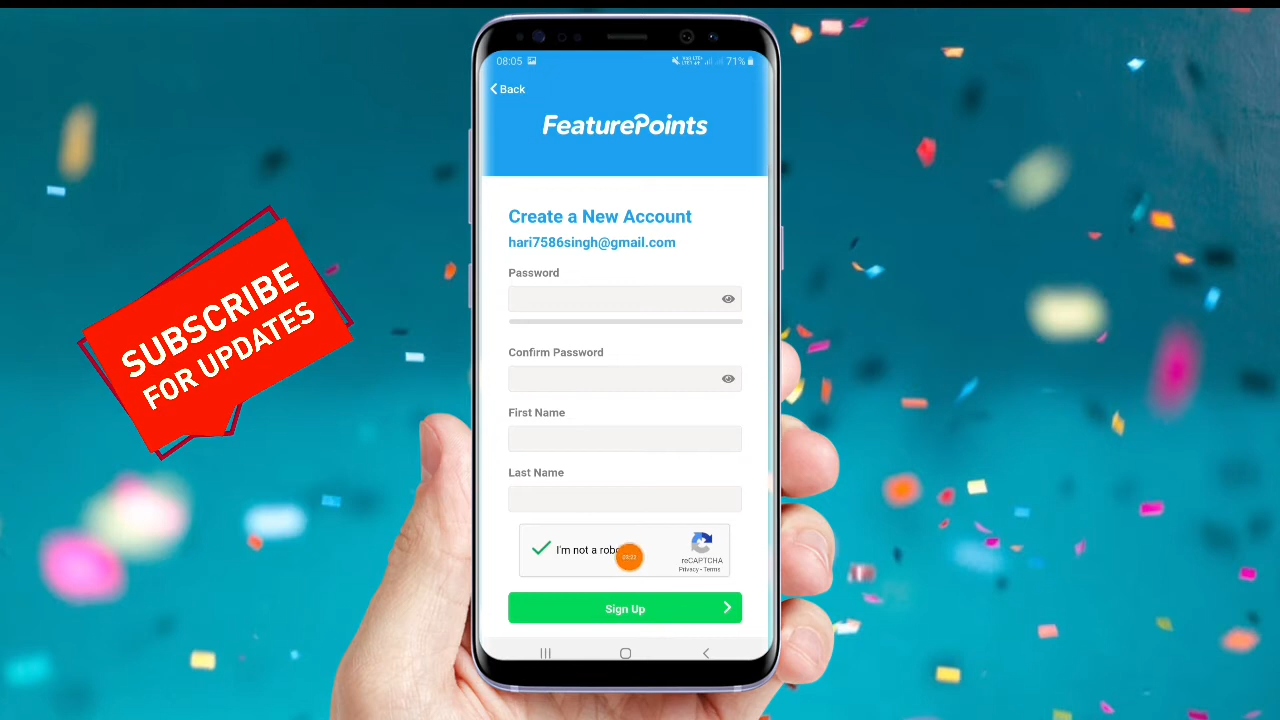 08:05
71%
Back
FeaturePoints
Create a New Account
hari7586singh@gmail.com
Password
Confirm Password
First Name
Last Name
I'm not a
reCAPTCHA
Privacy - Terms
Sign Up
SUBSCRIBE
FOR UPDATES